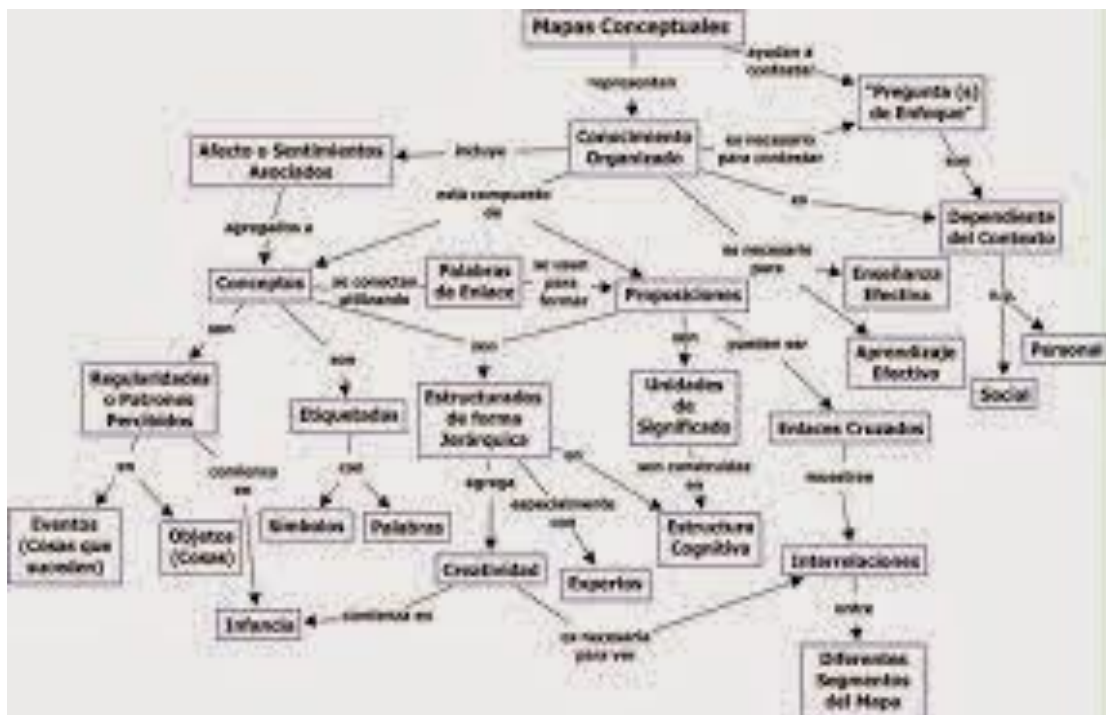 Mapas Conceptuales
ayudan a
contestar
representan
"Pregunta (s)
de Enfoque"
Conocimiento
Organizado
es necesario
para contestar
Afecto o Sentimientos
Asociados
incluye
son
está compuesto
de
es
Dependiente
del Contexto
agregados a
es necesario
para
Conceptos
se conectan
utilizando
Palabras
de Enlace
se usan
para
formar
Proposiciones
Enseñanza
Efectiva
son
son
son
son
pueden ser
Aprendizaje
Efectivo
Personal
Social
Regularidades
o Patrones
Percibidos
Etiquetadas
Estructurados
de forma
Jerárquica
Unidades
de
Significado
Enlaces Cruzados
en
comienza
en
con
agrega
especialmente
con
en
son construidas
en
muestran
Eventos
(Cosas que
suceden)
Objetos
(Cosas)
Símbolos
Palabras
Creatividad
Expertos
Estructura
Cognitiva
Interrelaciones
Infancia
comienza en
es necesaria
para ver
entre
Diferentes
Segmentos
del Mapa